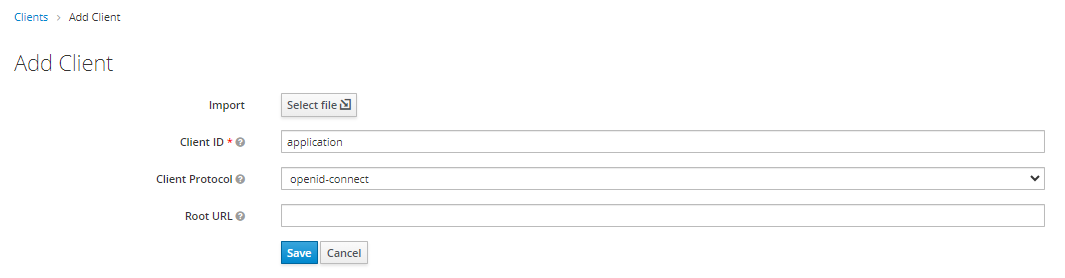 Clients > Add Client
Add Client
Import Select file
Client ID * application
Client Protocol openid-connect
Root URL
Save Cancel